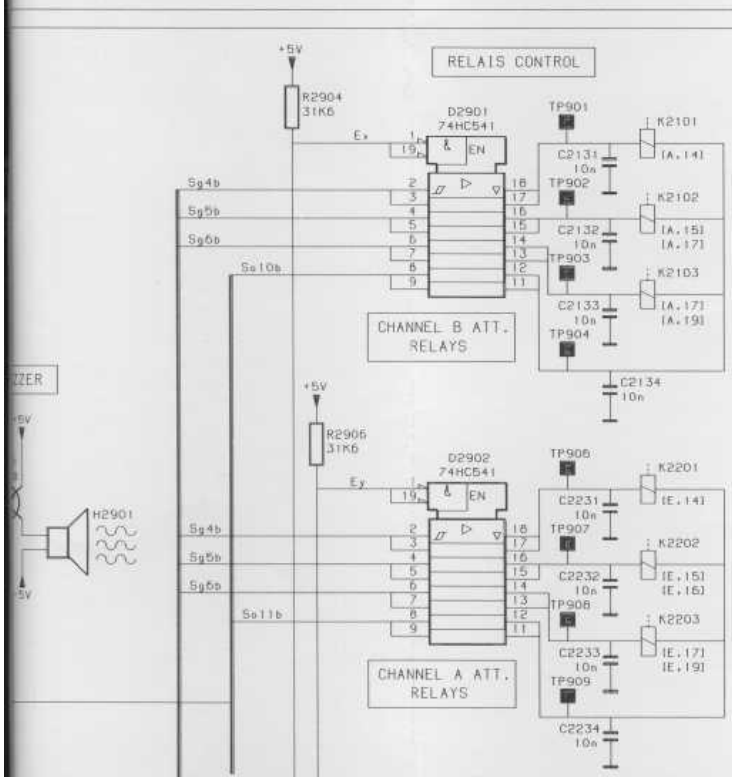 RELAIS CONTROL
+5V
R2904
31K6
D2901
74HC541
TP901
K2101
Ex
1
19
&
EN
C2131
10n
[A.14]
Sg4b
2
3
18
17
TP902
K2102
Sg5b
4
5
16
15
C2132
10n
[A.15]
[A.17]
Sg6b
6
7
14
13
TP903
K2103
So10b
8
9
12
11
C2133
10n
[A.17]
[A.19]
CHANNEL B ATT.
RELAYS
TP904
C2134
10n
ZZER
+5V
+5V
R2906
31K6
D2902
74HC541
TP906
K2201
Ey
1
19
&
EN
C2231
10n
[E.14]
H2901
Sg4b
2
3
18
17
TP907
K2202
Sg5b
4
5
16
15
C2232
10n
[E.15]
[E.16]
+5V
Sg6b
6
7
14
13
TP908
K2203
So11b
8
9
12
11
C2233
10n
[E.17]
[E.19]
CHANNEL A ATT.
RELAYS
TP909
C2234
10n